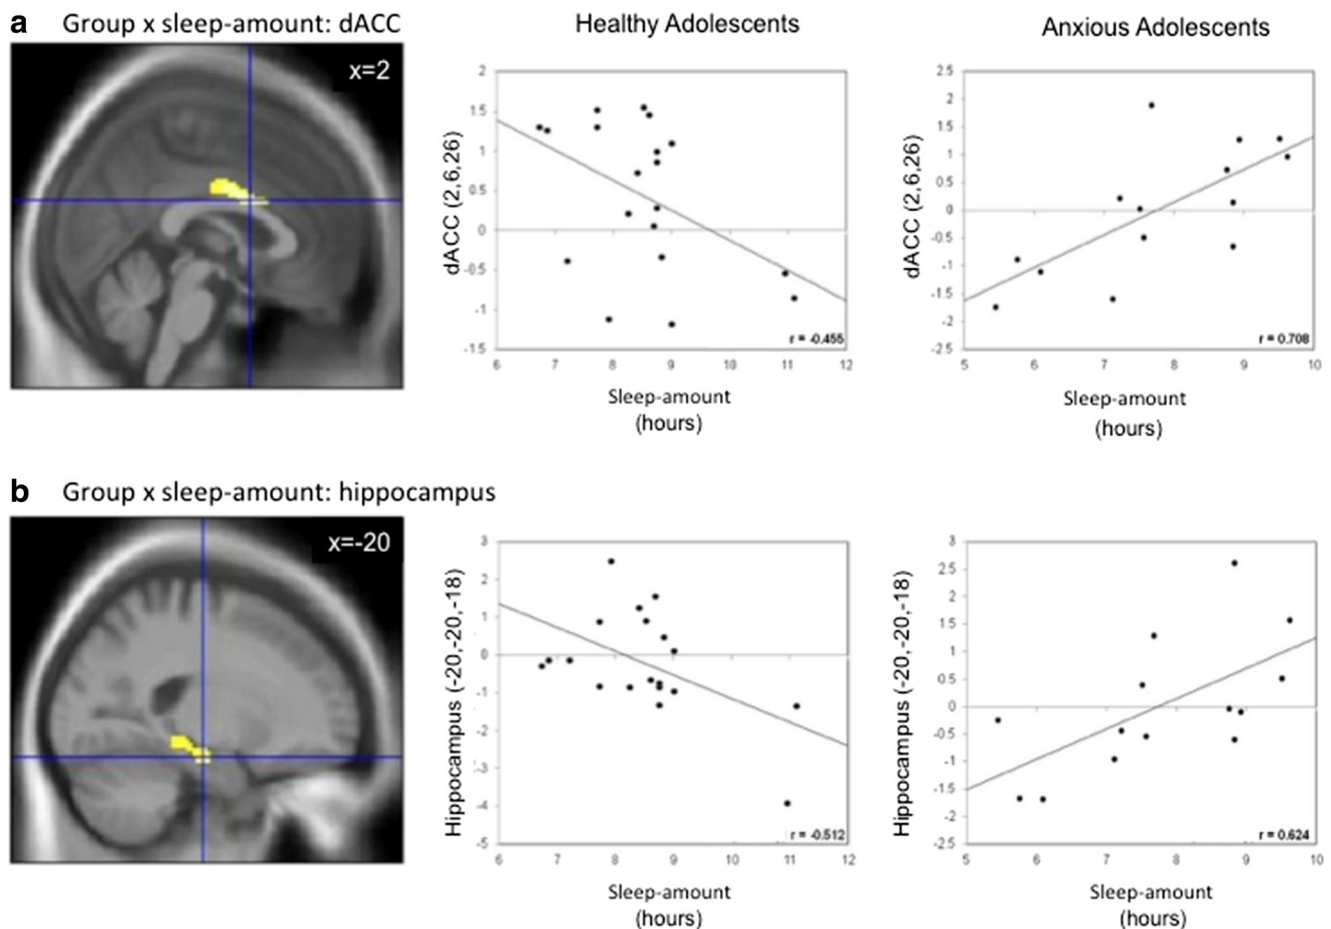 a Group x sleep-amount: dACC
x=2
Healthy Adolescents
dACC (2,6,26)
2
1.5
1
0.5
0
-0.5
-1
-1.5
6 7 8 9 10 11 12
r = -0.455
Sleep-amount
(hours)
Anxious Adolescents
dACC (2,6,26)
2.5
2
1.5
1
0.5
0
-0.5
-1
-1.5
-2
-2.5
5 6 7 8 9 10
r = 0.708
Sleep-amount
(hours)
b Group x sleep-amount: hippocampus
x=-20
Hippocampus (-20,-20,-18)
3
2
1
0
-1
-2
-3
-4
-5
6 7 8 9 10 11 12
r = -0.512
Sleep-amount
(hours)
Hippocampus (-20,-20,-18)
3
2.5
2
1.5
1
0.5
0
-0.5
-1
-1.5
-2
-2.5
5 6 7 8 9 10
r = 0.624
Sleep-amount
(hours)